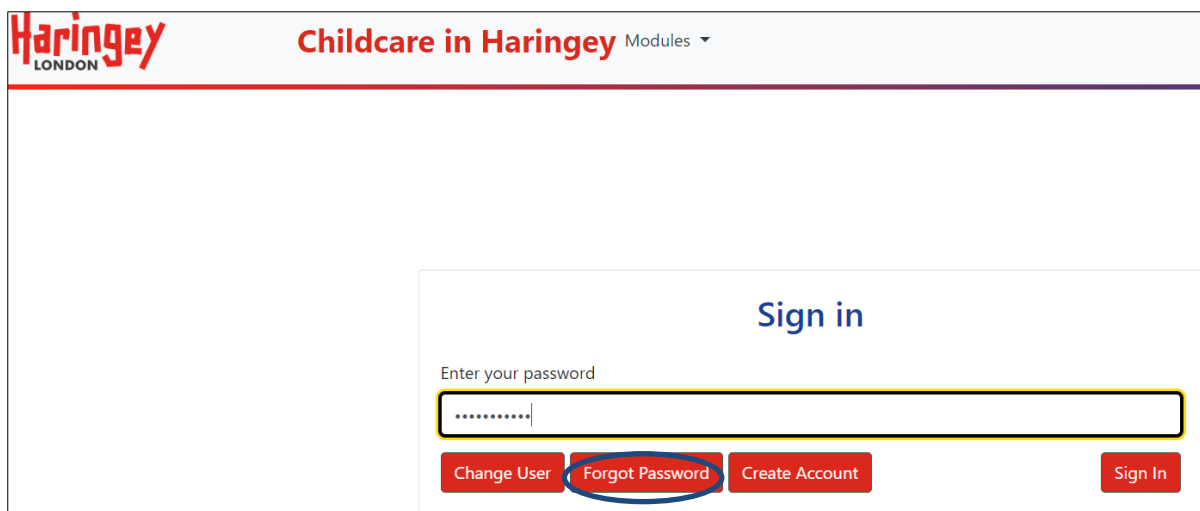 Haringey
LONDON
Childcare in Haringey Modules
Sign in
Enter your password
•••••••••••
Change User Forgot Password Create Account Sign In